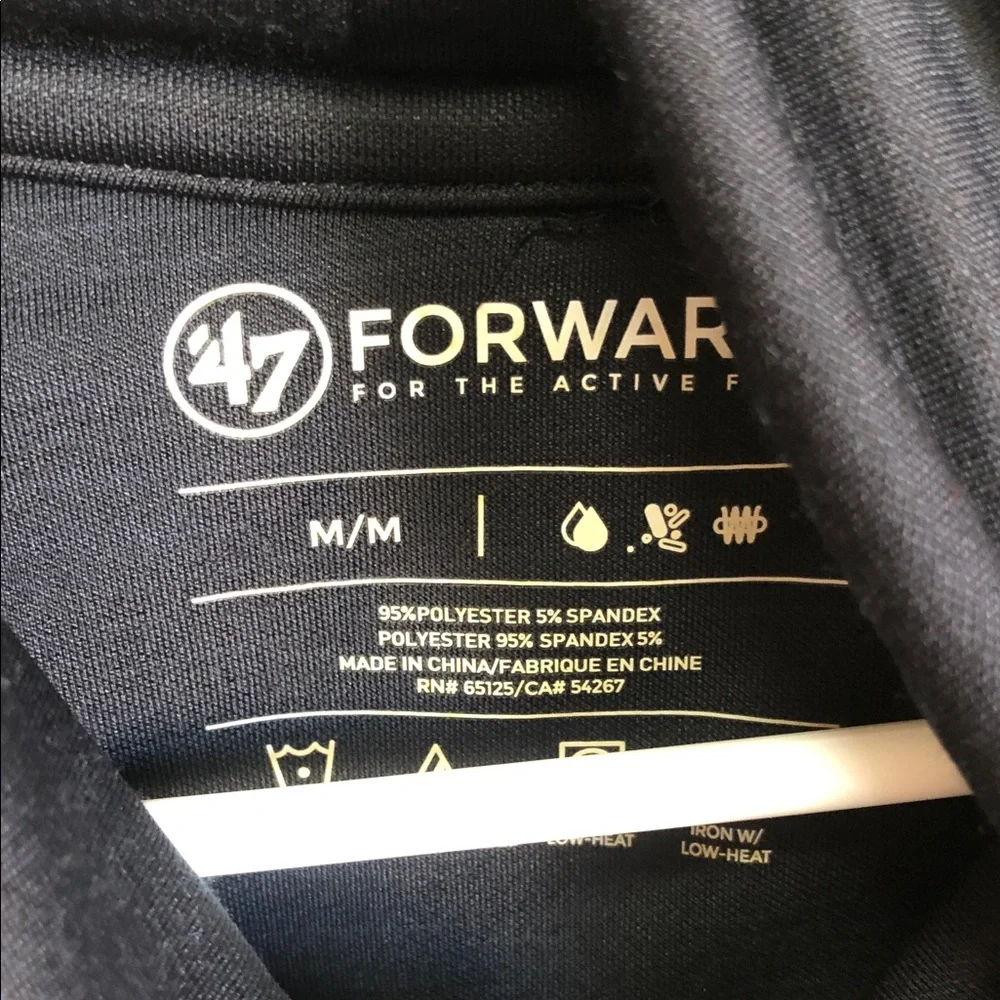 '47 FORWAR
FOR THE ACTIVE F
M/M
95%POLYESTER 5% SPANDEX
POLYESTER 95% SPANDEX 5%
MADE IN CHINA/FABRIQUE EN CHINE
RN# 65125/CA# 54267
LOW-HEAT
IRON W/
LOW-HEAT